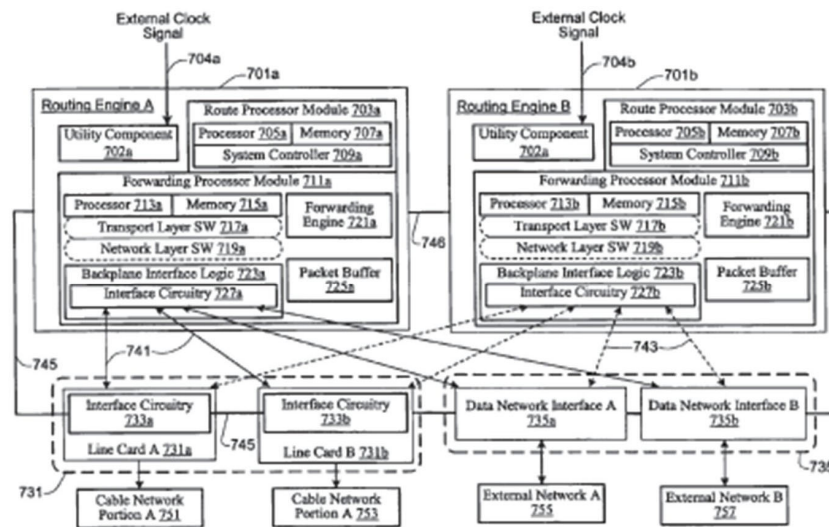 External Clock
Signal
704a
701a
Routing Engine A
Route Processor Module 703a
Processor 705a
Memory 707a
System Controller 709a
Utility Component
702a
Forwarding Processor Module 711a
Processor 713a
Memory 715a
Transport Layer SW 717a
Network Layer SW 719a
Forwarding
Engine 721a
Backplane Interface Logic 723a
Interface Circuitry 727a
Packet Buffer
725a
External Clock
Signal
704b
701b
Routing Engine B
Route Processor Module 703b
Processor 705b
Memory 707b
System Controller 709b
Utility Component
702a
Forwarding Processor Module 711b
Processor 713b
Memory 715b
Transport Layer SW 717b
Network Layer SW 719b
Forwarding
Engine 721b
Backplane Interface Logic 723b
Interface Circuitry 727b
Packet Buffer
725b
746
745
741
743
Interface Circuitry
733a
Line Card A 731a
745
Interface Circuitry
733b
Line Card B 731b
Data Network Interface A
735a
Data Network Interface B
735b
731
735
Cable Network
Portion A 751
Cable Network
Portion A 753
External Network A
755
External Network B
757